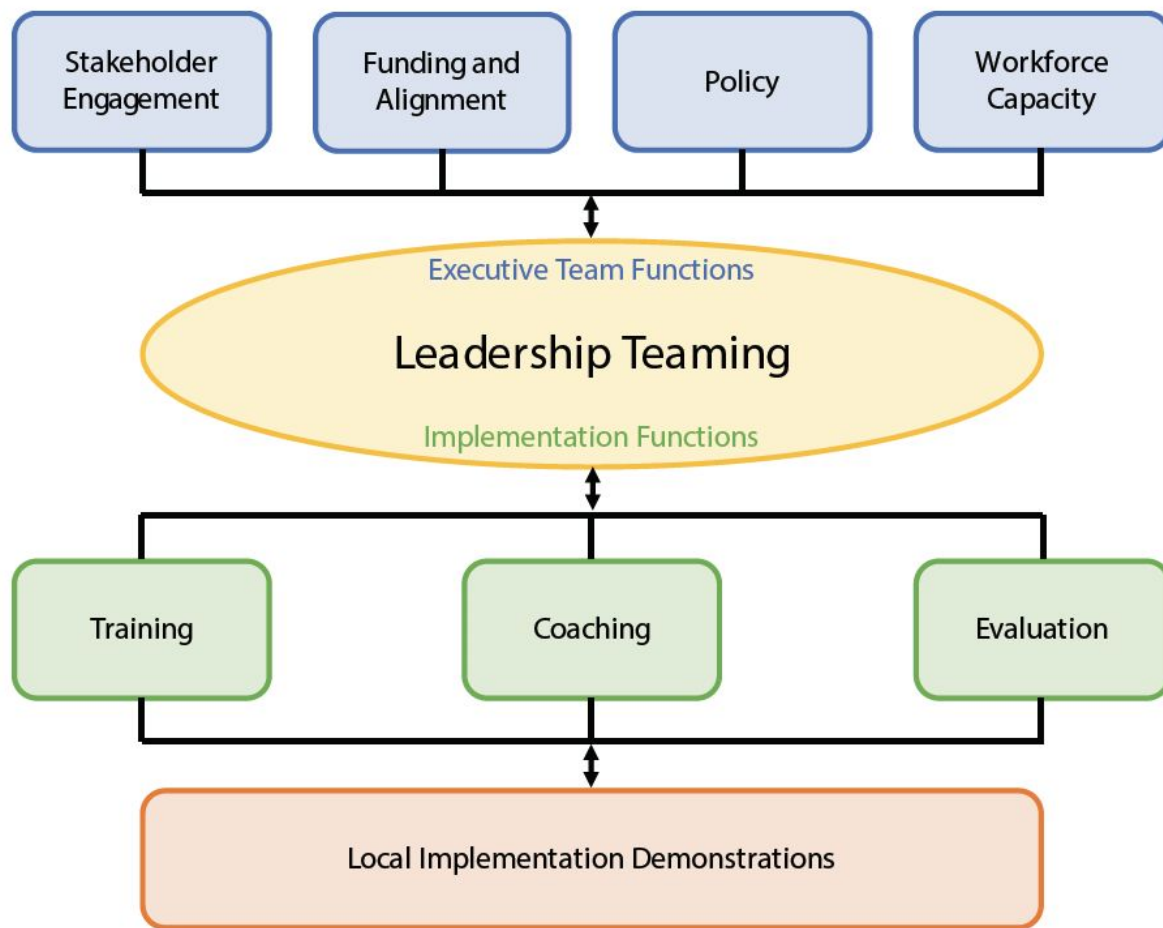 Stakeholder
Engagement
Funding and
Alignment
Policy
Workforce
Capacity
Executive Team Functions
Leadership Teaming
Implementation Functions
Training
Coaching
Evaluation
Local Implementation Demonstrations